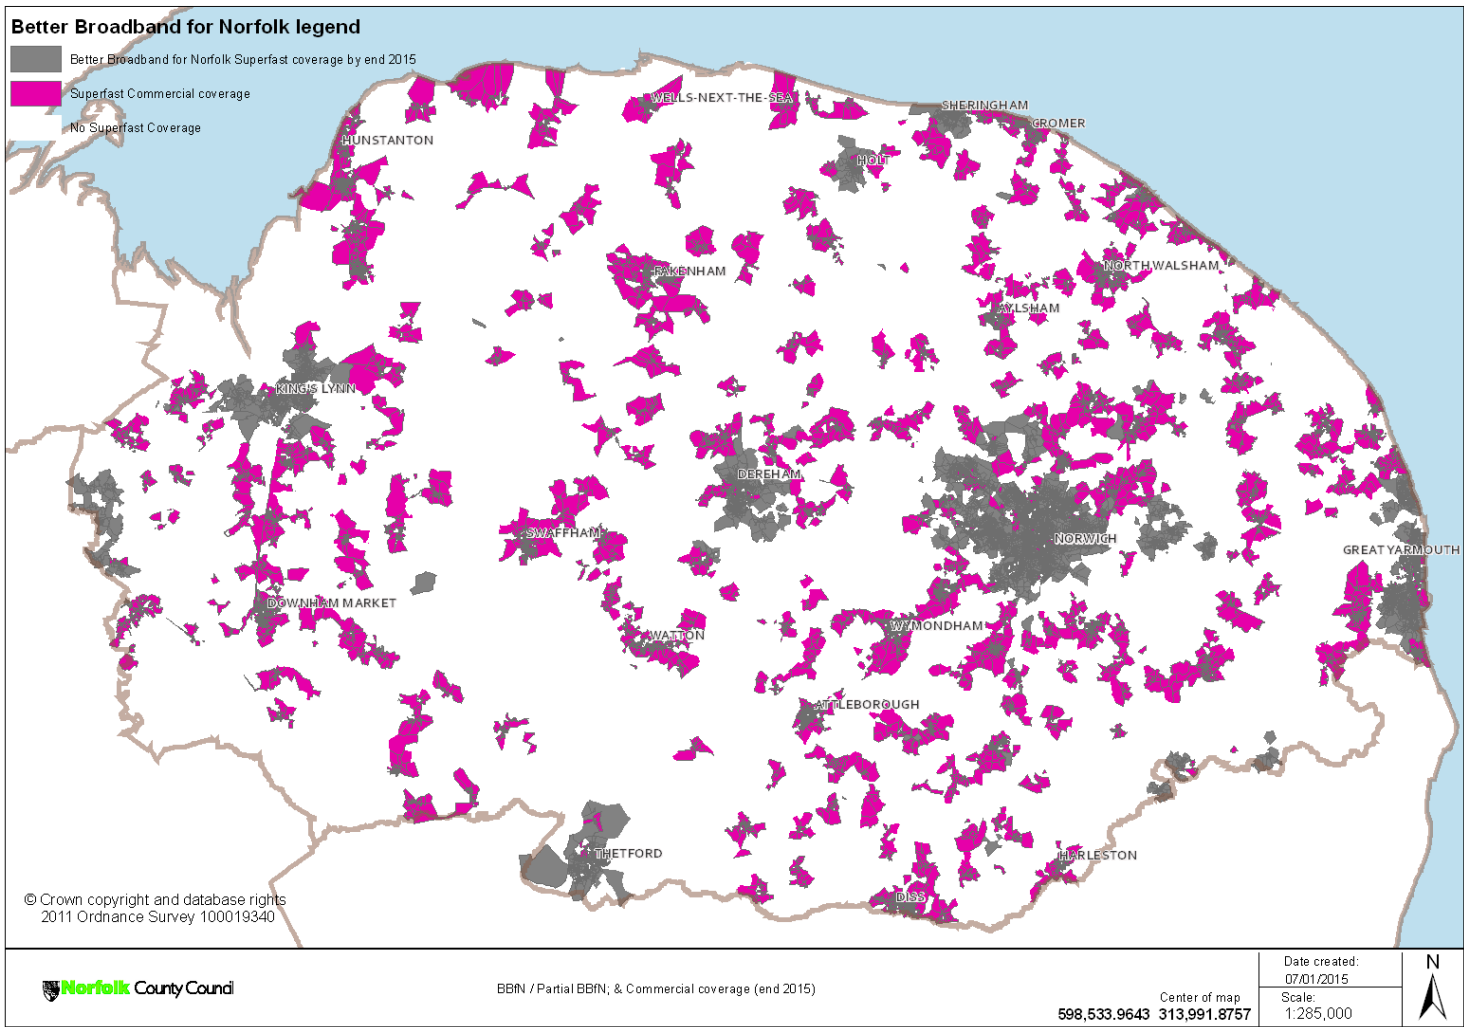 Better Broadband for Norfolk legend
Better Broadband for Norfolk Superfast coverage by end 2015
Superfast Commercial coverage
No Superfast Coverage
WELLS-NEXT-THE-SEA
SHERINGHAM
CROMER
HUNSTANTON
HOLT
FAKENHAM
NORTH WALSHAM
AYLSHAM
KING'S LYNN
DEREHAM
SWAFFHAM
NORWICH
GREAT YARMOUTH
DOWNHAM MARKET
WATTON
WYMONDHAM
ATTLEBOROUGH
THETFORD
HARLESTON
DISS
© Crown copyright and database rights
2011 Ordnance Survey 100019340
Norfolk County Council
BBfN / Partial BBfN; & Commercial coverage (end 2015)
Center of map
598,533.9643 313,991.8757
Date created:
07/01/2015
Scale:
1:285,000
N